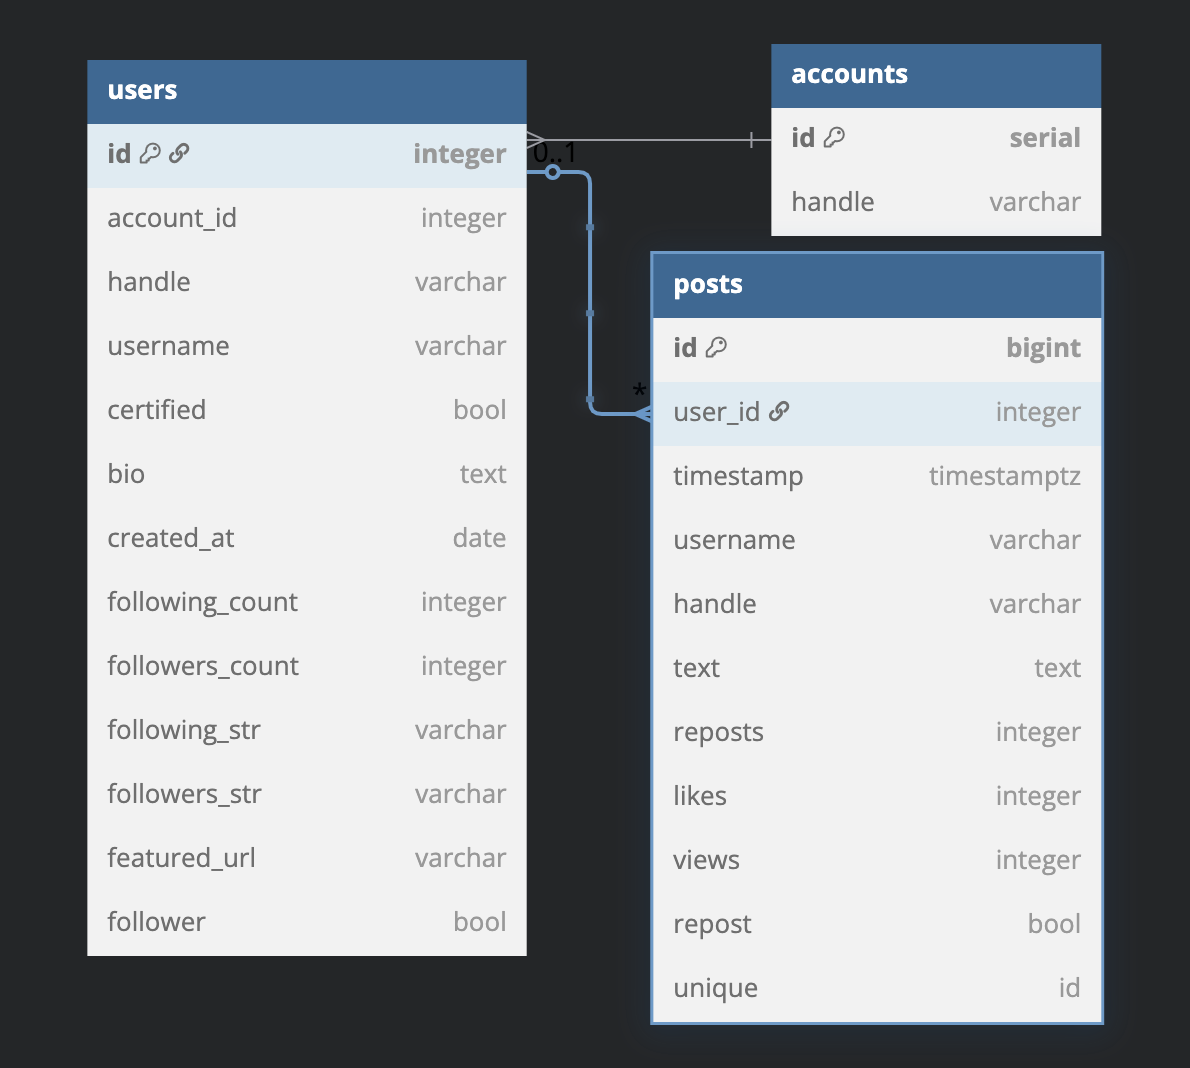 users
id integer
account_id integer
handle varchar
username varchar
certified bool
bio text
created_at date
following_count integer
followers_count integer
following_str varchar
followers_str varchar
featured_url varchar
follower bool
0..1
*
accounts
id serial
handle varchar
posts
id bigint
user_id integer
timestamp timestamptz
username varchar
handle varchar
text text
reposts integer
likes integer
views integer
repost bool
unique id